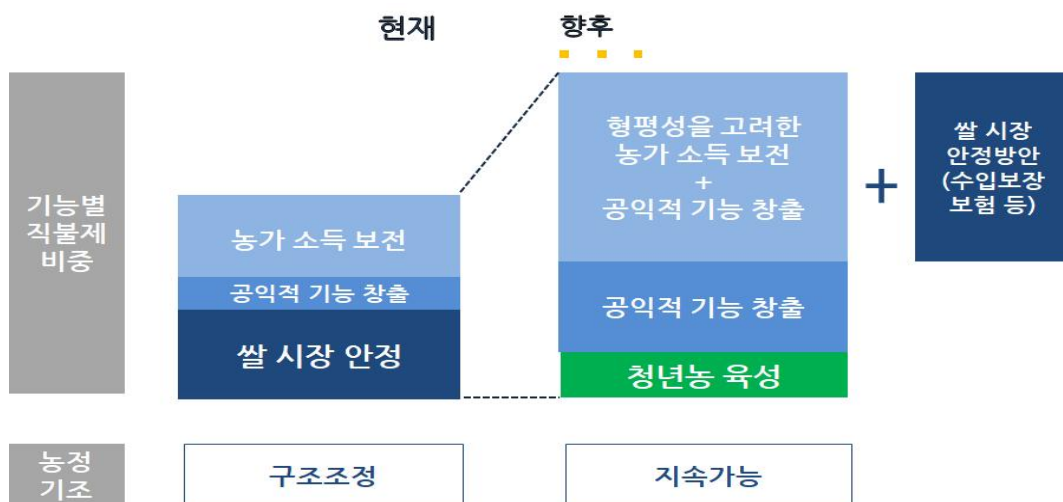 현재
향후
기능별
직불제
비중
농가 소득 보전
공익적 기능 창출
쌀 시장 안정
형평성을 고려한
농가 소득 보전
+
공익적 기능 창출
공익적 기능 창출
청년농 육성
+
쌀 시장
안정방안
(수입보장
보험 등)
농정
기조
구조조정
지속가능